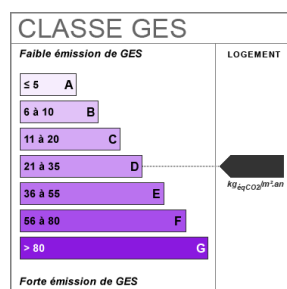 CLASSE GES
Faible émission de GES
LOGEMENT
≤ 5 A
6 à 10 B
11 à 20 C
21 à 35 D
36 à 55 E
56 à 80 F
> 80 G
kgéqCO2/m².an
Forte émission de GES